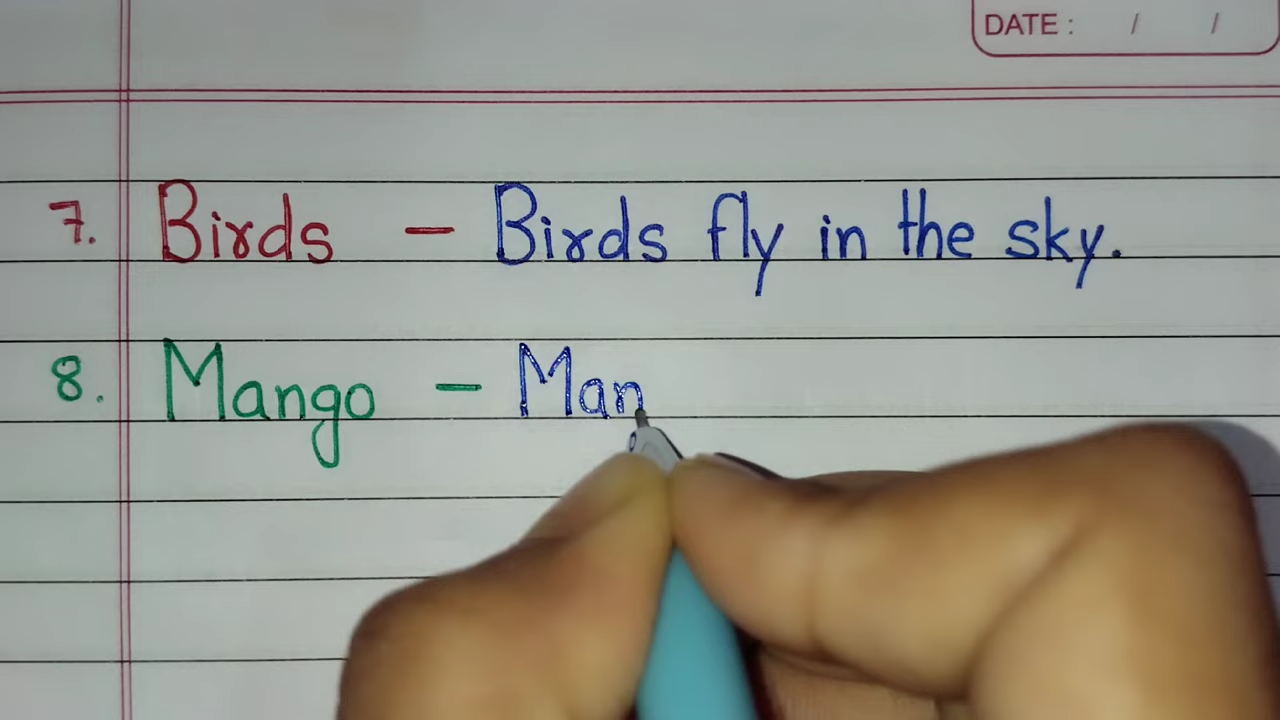 DATE : / /
7. Birds - Birds fly in the sky.
8. Mango - Man